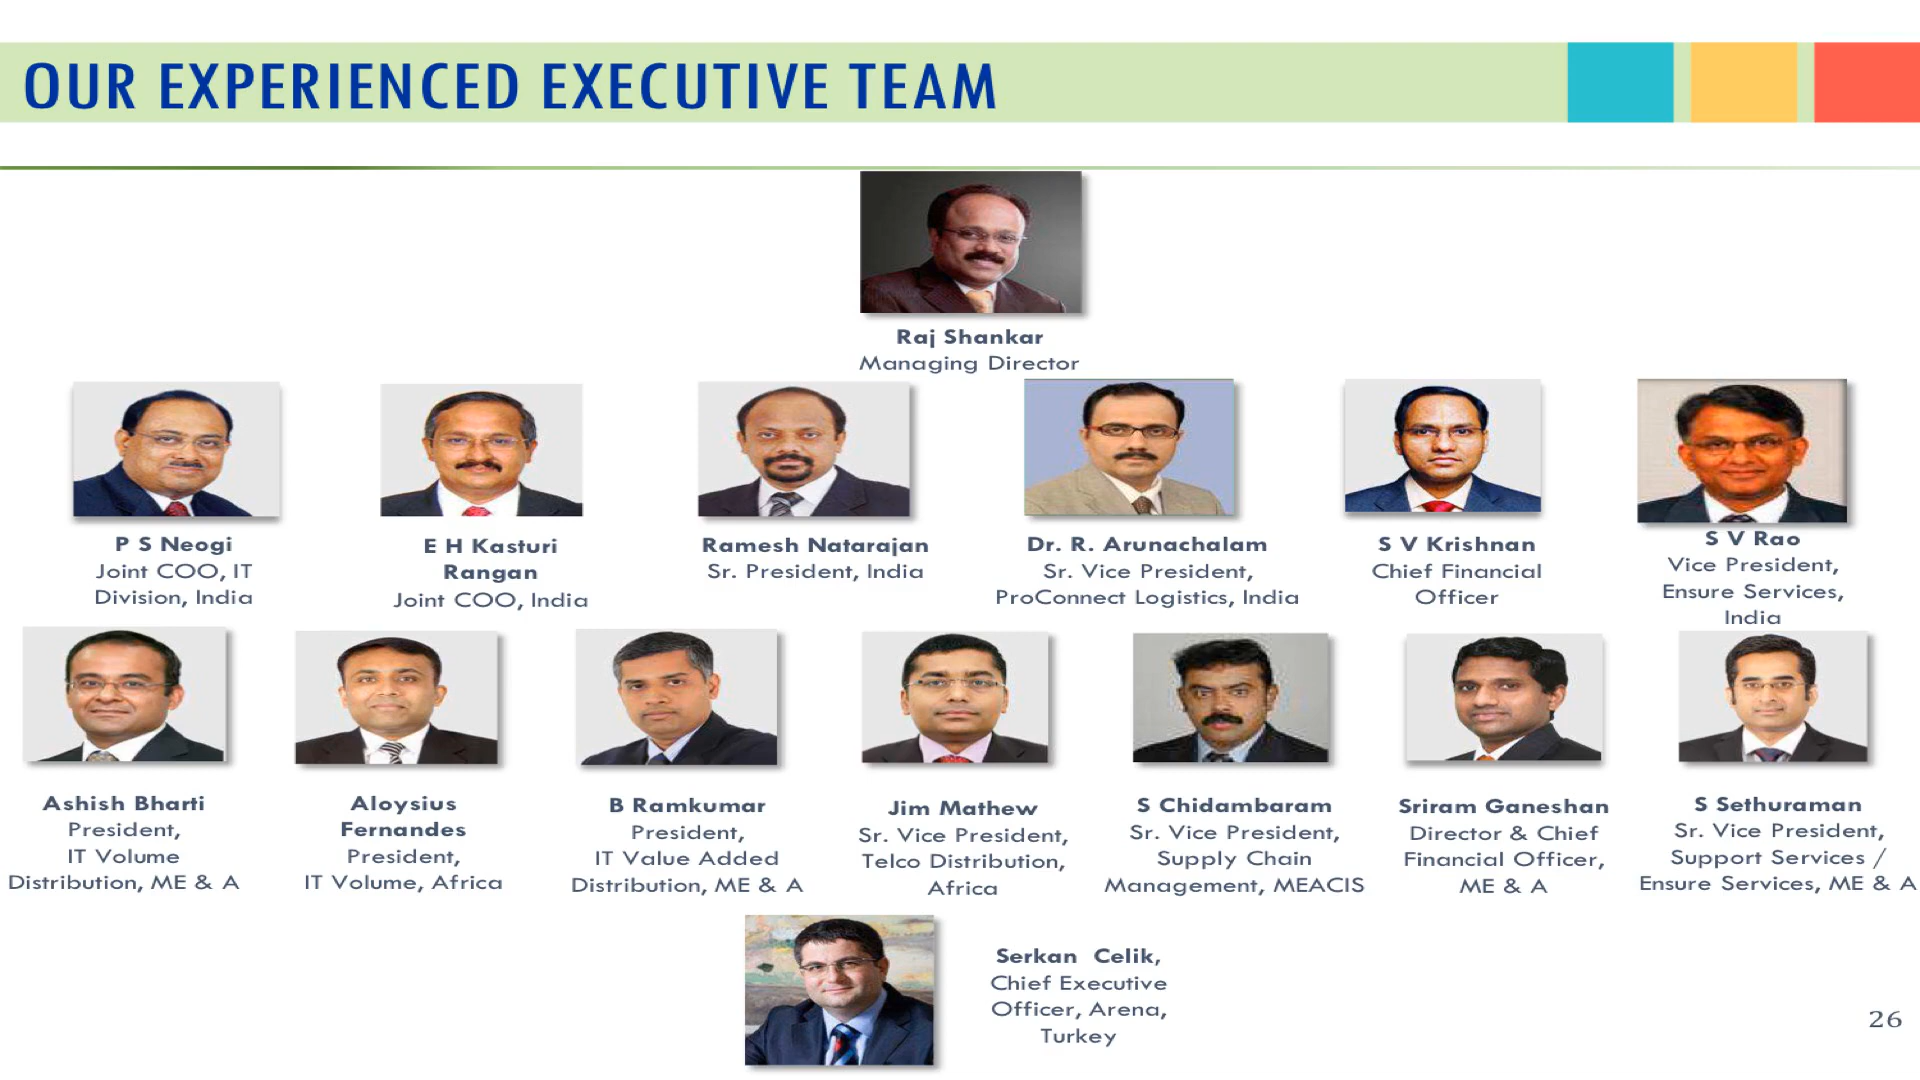 OUR EXPERIENCED EXECUTIVE TEAM
Raj Shankar
Managing Director
P S Neogi
Joint COO, IT
Division, India
E H Kasturi
Rangan
Joint COO, India
Ramesh Natarajan
Sr. President, India
Dr. R. Arunachalam
Sr. Vice President,
ProConnect Logistics, India
S V Krishnan
Chief Financial
Officer
S V Rao
Vice President,
Ensure Services,
India
Ashish Bharti
President,
IT Volume
Distribution, ME & A
Aloysius
Fernandes
President,
IT Volume, Africa
B Ramkumar
President,
IT Value Added
Distribution, ME & A
Jim Mathew
Sr. Vice President,
Telco Distribution,
Africa
S Chidambaram
Sr. Vice President,
Supply Chain
Management, MEACIS
Sriram Ganeshan
Director & Chief
Financial Officer,
ME & A
S Sethuraman
Sr. Vice President,
Support Services /
Ensure Services, ME & A
Serkan Celik,
Chief Executive
Officer, Arena,
Turkey
26